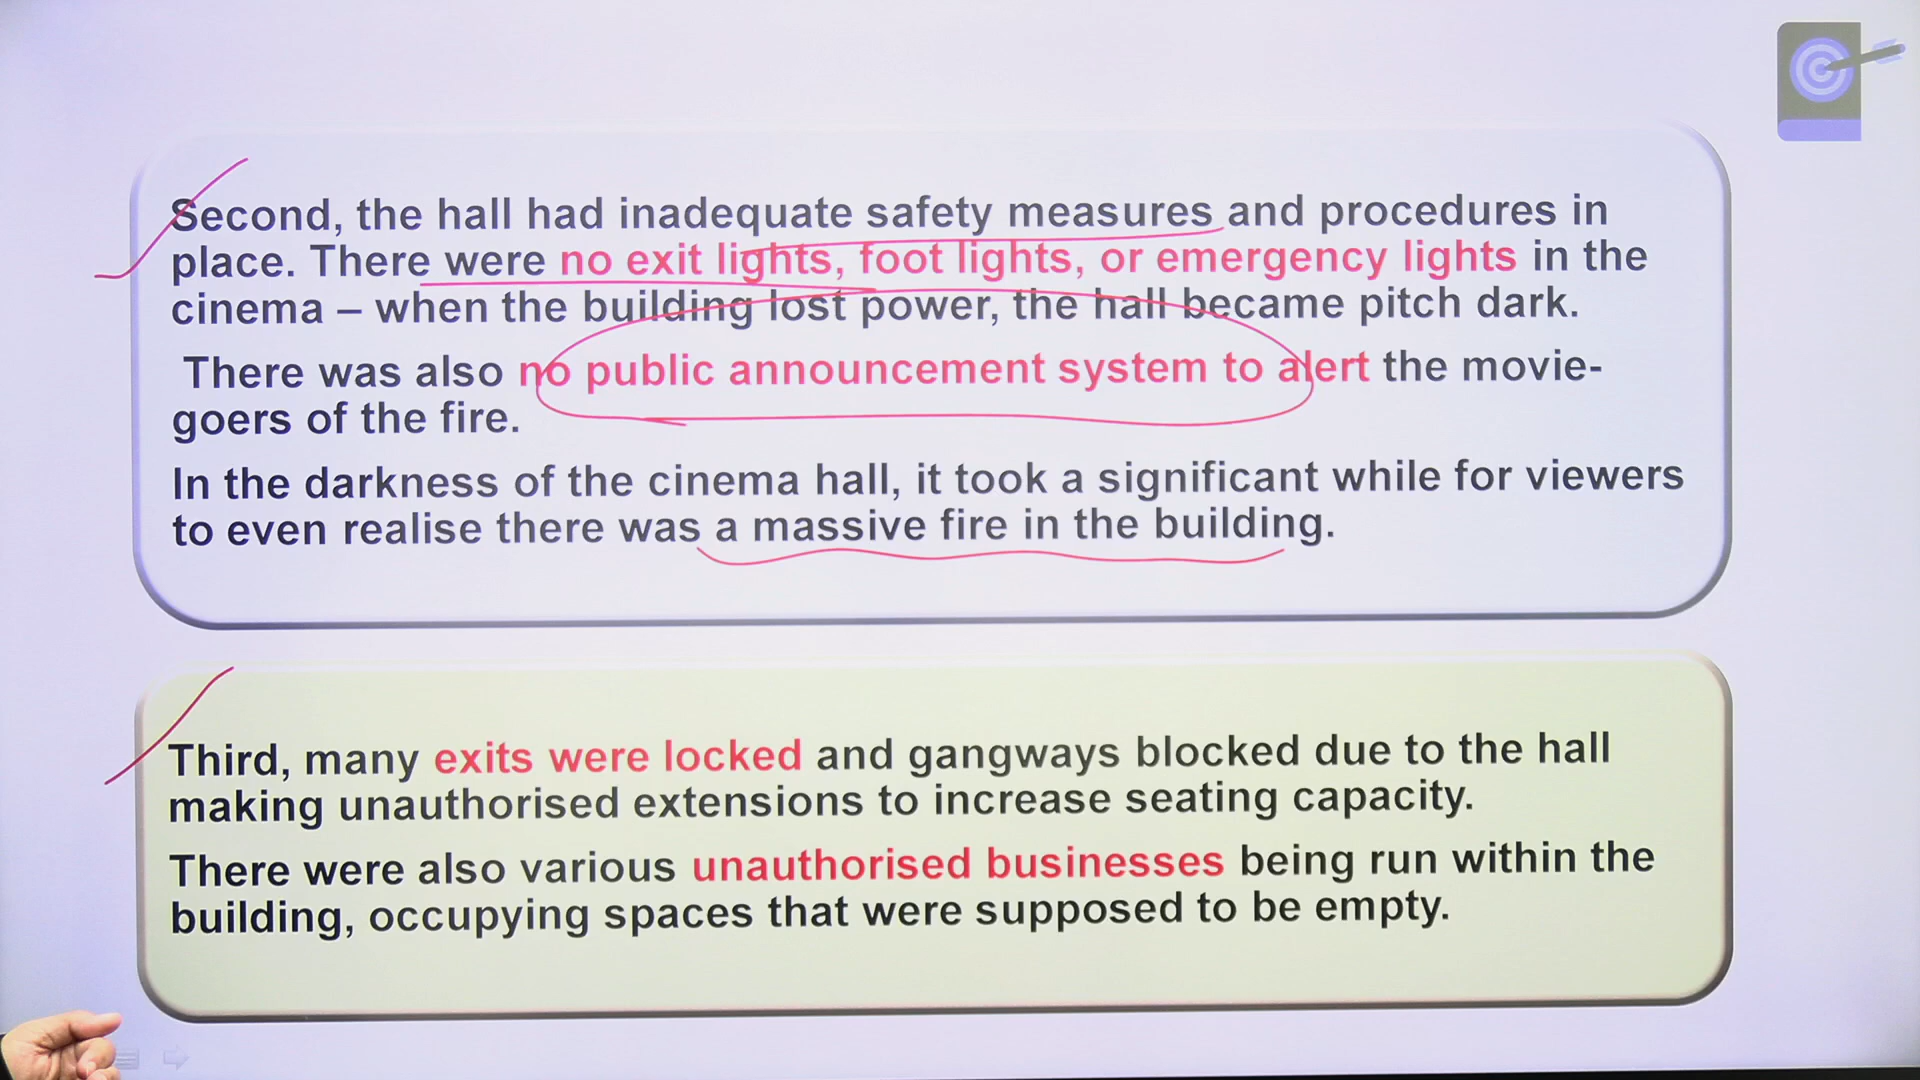 Second, the hall had inadequate safety measures and procedures in
place. There were no exit lights, foot lights, or emergency lights in the
cinema – when the building lost power, the hall became pitch dark.
There was also no public announcement system to alert the movie-
goers of the fire.
In the darkness of the cinema hall, it took a significant while for viewers
to even realise there was a massive fire in the building.
Third, many exits were locked and gangways blocked due to the hall
making unauthorised extensions to increase seating capacity.
There were also various unauthorised businesses being run within the
building, occupying spaces that were supposed to be empty.